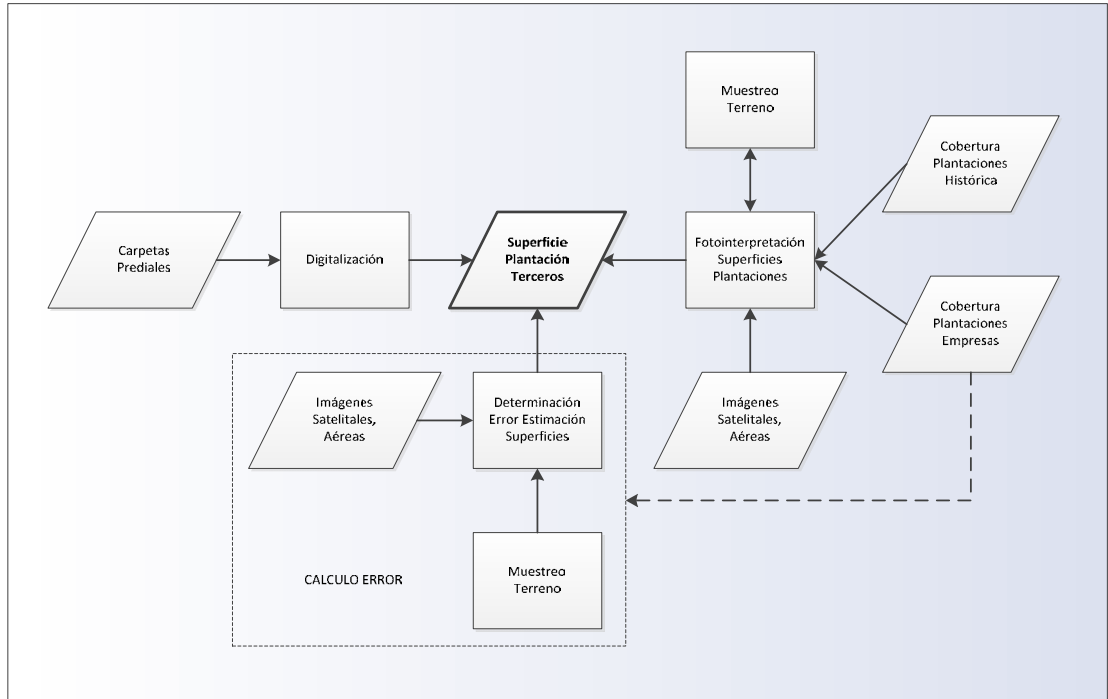 Muestreo
Terreno
Cobertura
Plantaciones
Histórica
Carpetas
Prediales
Digitalización
Superficie
Plantación
Terceros
Fotointerpretación
Superficies
Plantaciones
Cobertura
Plantaciones
Empresas
Imágenes
Satelitales,
Aéreas
Determinación
Error Estimación
Superficies
Imágenes
Satelitales,
Aéreas
CALCULO ERROR
Muestreo
Terreno